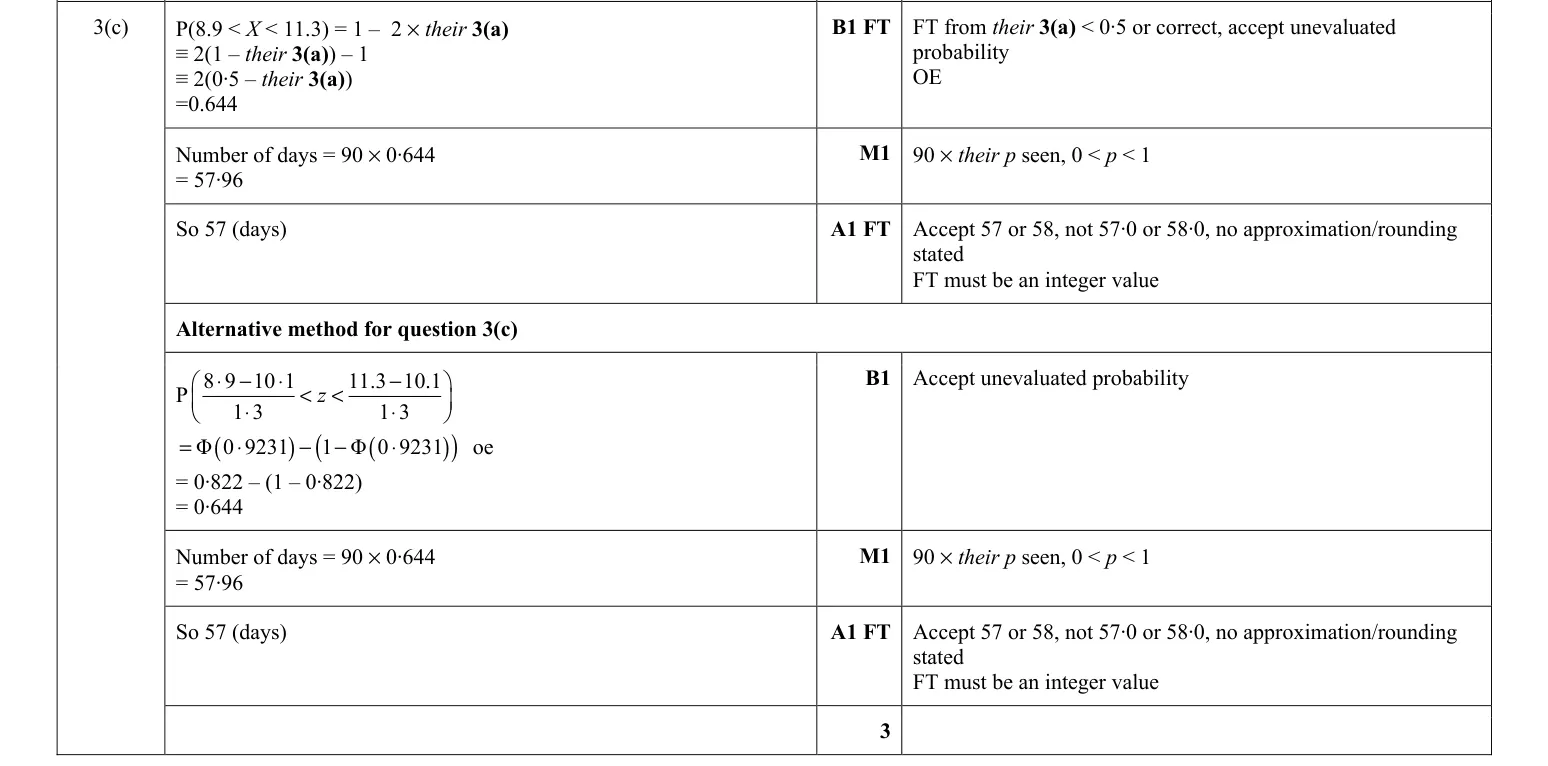 3(c)
P(8.9 < X < 11.3) = 1 – 2 × their 3(a)
≡ 2(1 – their 3(a)) – 1
≡ 2(0·5 – their 3(a))
=0.644
B1 FT
FT from their 3(a) < 0·5 or correct, accept unevaluated
probability
OE
Number of days = 90 × 0·644
= 57·96
M1
90 × their p seen, 0 < p < 1
So 57 (days)
A1 FT
Accept 57 or 58, not 57·0 or 58·0, no approximation/rounding
stated
FT must be an integer value
Alternative method for question 3(c)
P((8·9−10·1)/(1·3) < z < (11.3−10.1)/(1·3))
= Φ(0·9231) − (1 − Φ(0·9231)) oe
= 0·822 – (1 – 0·822)
= 0·644
B1
Accept unevaluated probability
Number of days = 90 × 0·644
= 57·96
M1
90 × their p seen, 0 < p < 1
So 57 (days)
A1 FT
Accept 57 or 58, not 57·0 or 58·0, no approximation/rounding
stated
FT must be an integer value
3